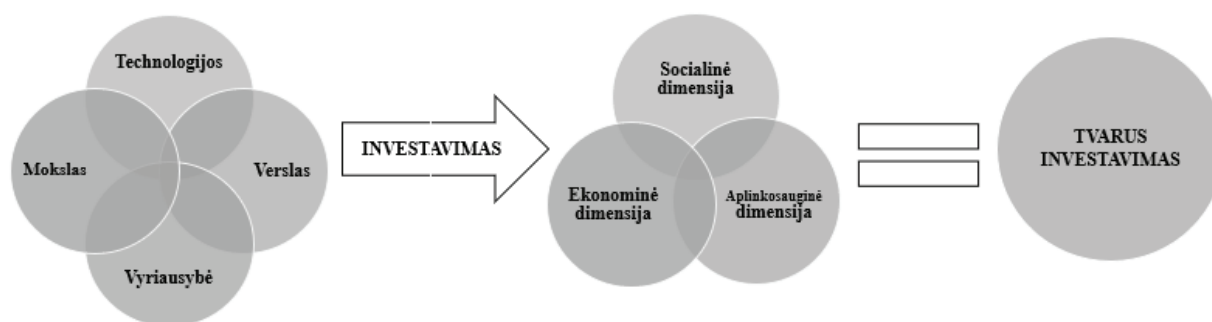 Technologijos
Mokslas
Verslas
Vyriausybė
INVESTAVIMAS
Socialinė
dimensija
Ekonominė
dimensija
Aplinkosauginė
dimensija
TVARUS
INVESTAVIMAS